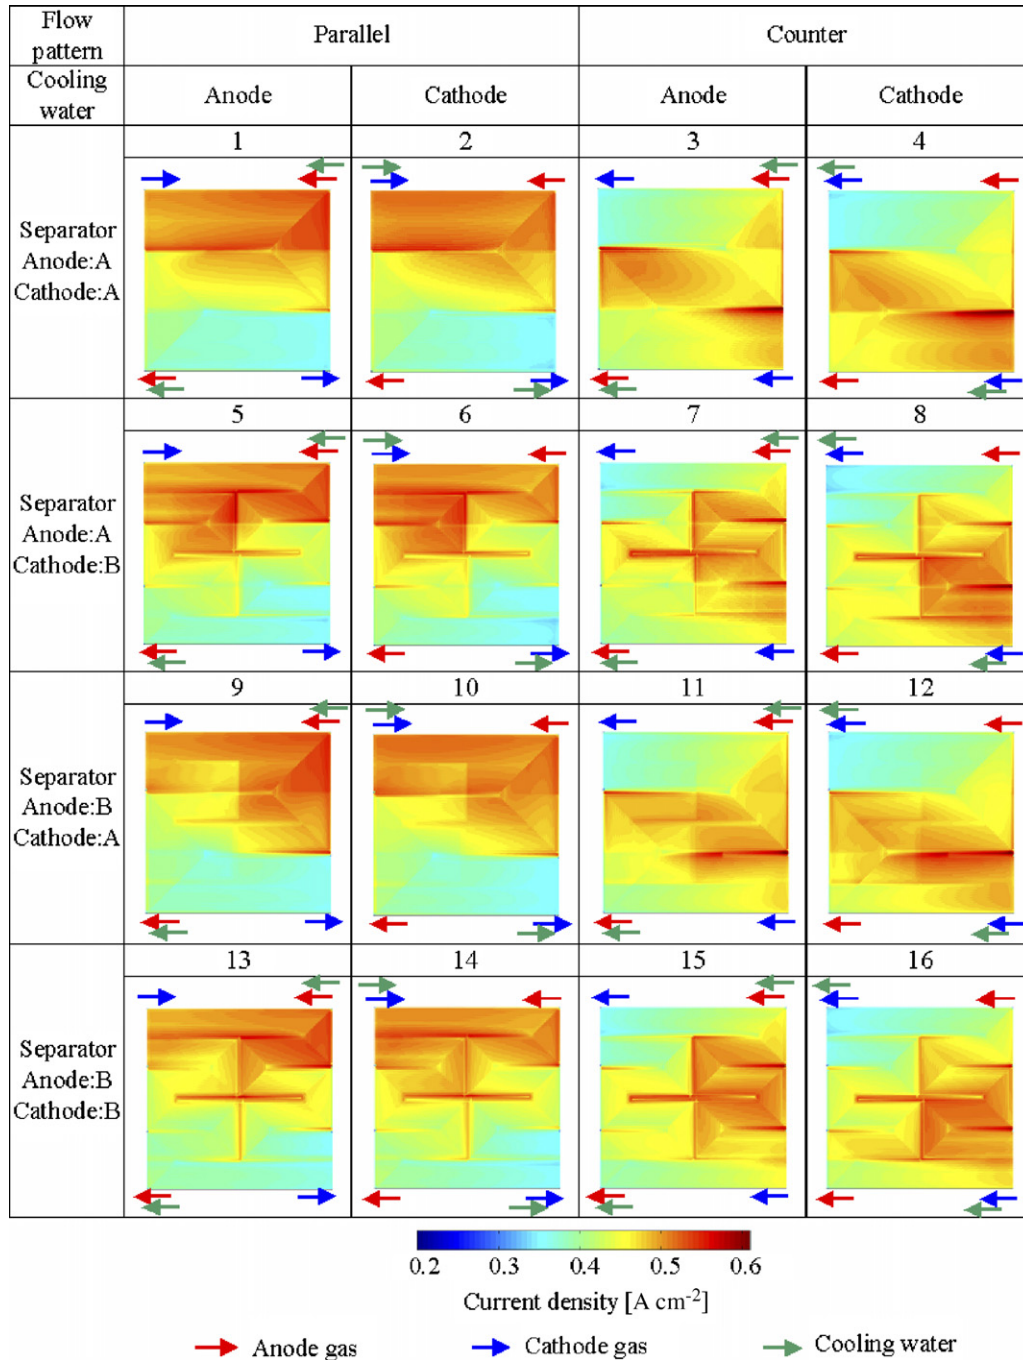 Flow
pattern
Parallel
Counter
Cooling
water
Anode
Cathode
Anode
Cathode
1
2
3
4
Separator
Anode:A
Cathode:A
5
6
7
8
Separator
Anode:A
Cathode:B
9
10
11
12
Separator
Anode:B
Cathode:A
13
14
15
16
Separator
Anode:B
Cathode:B
0.2 0.3 0.4 0.5 0.6
Current density [A cm⁻²]
Anode gas
Cathode gas
Cooling water